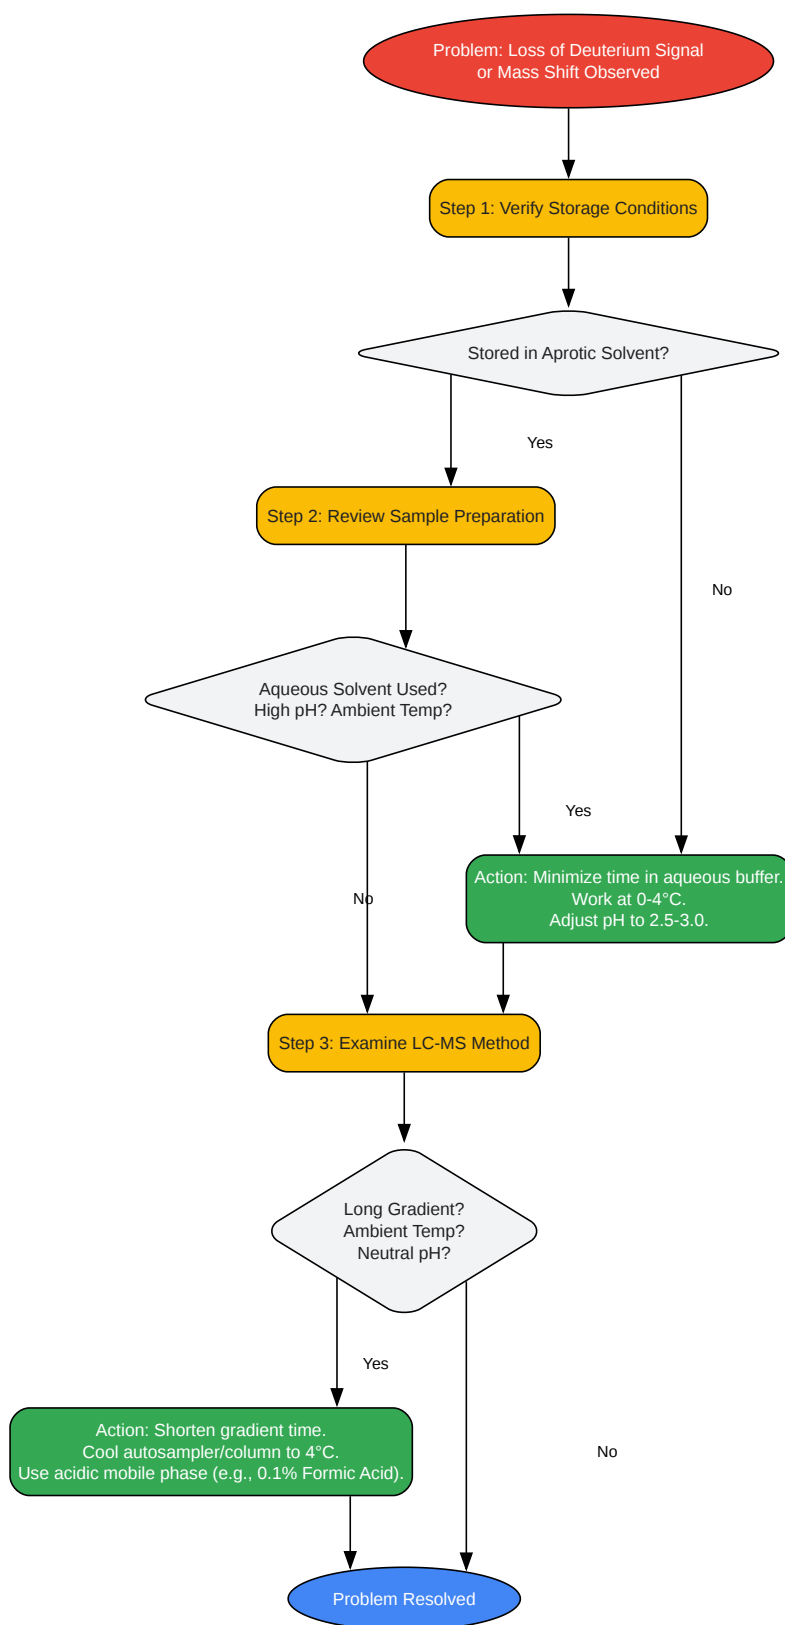 Problem: Loss of Deuterium Signal
or Mass Shift Observed
Step 1: Verify Storage Conditions
Stored in Aprotic Solvent?
Yes
Step 2: Review Sample Preparation
No
Aqueous Solvent Used?
High pH? Ambient Temp?
Yes
Action: Minimize time in aqueous buffer.
Work at 0-4°C.
Adjust pH to 2.5-3.0.
No
Step 3: Examine LC-MS Method
Long Gradient?
Ambient Temp?
Neutral pH?
Yes
Action: Shorten gradient time.
Cool autosampler/column to 4°C.
Use acidic mobile phase (e.g., 0.1% Formic Acid).
No
Problem Resolved